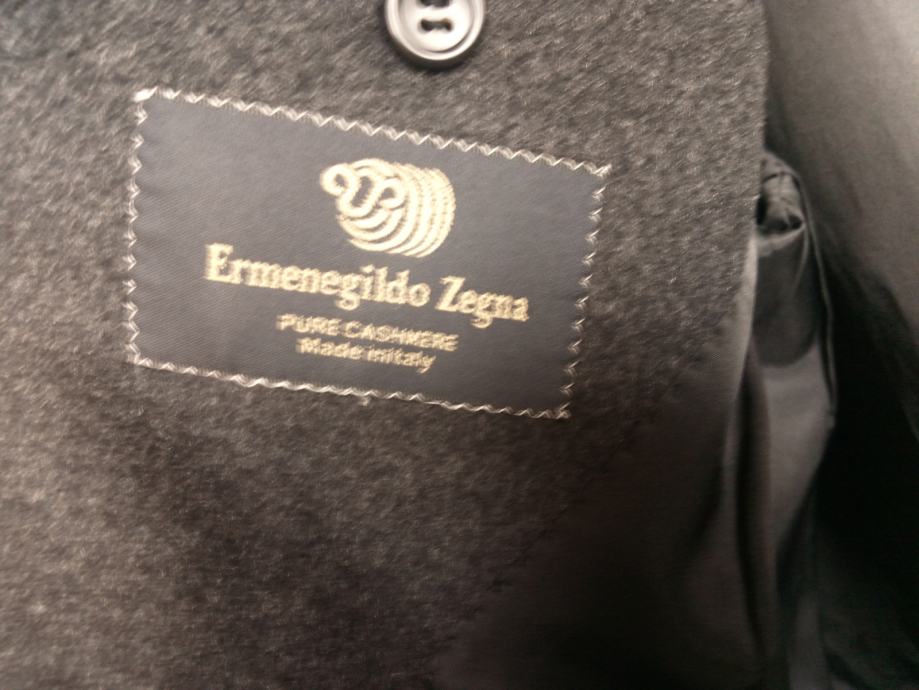 Ermenegildo Zegna
PURE CASHMERE
Made in Italy